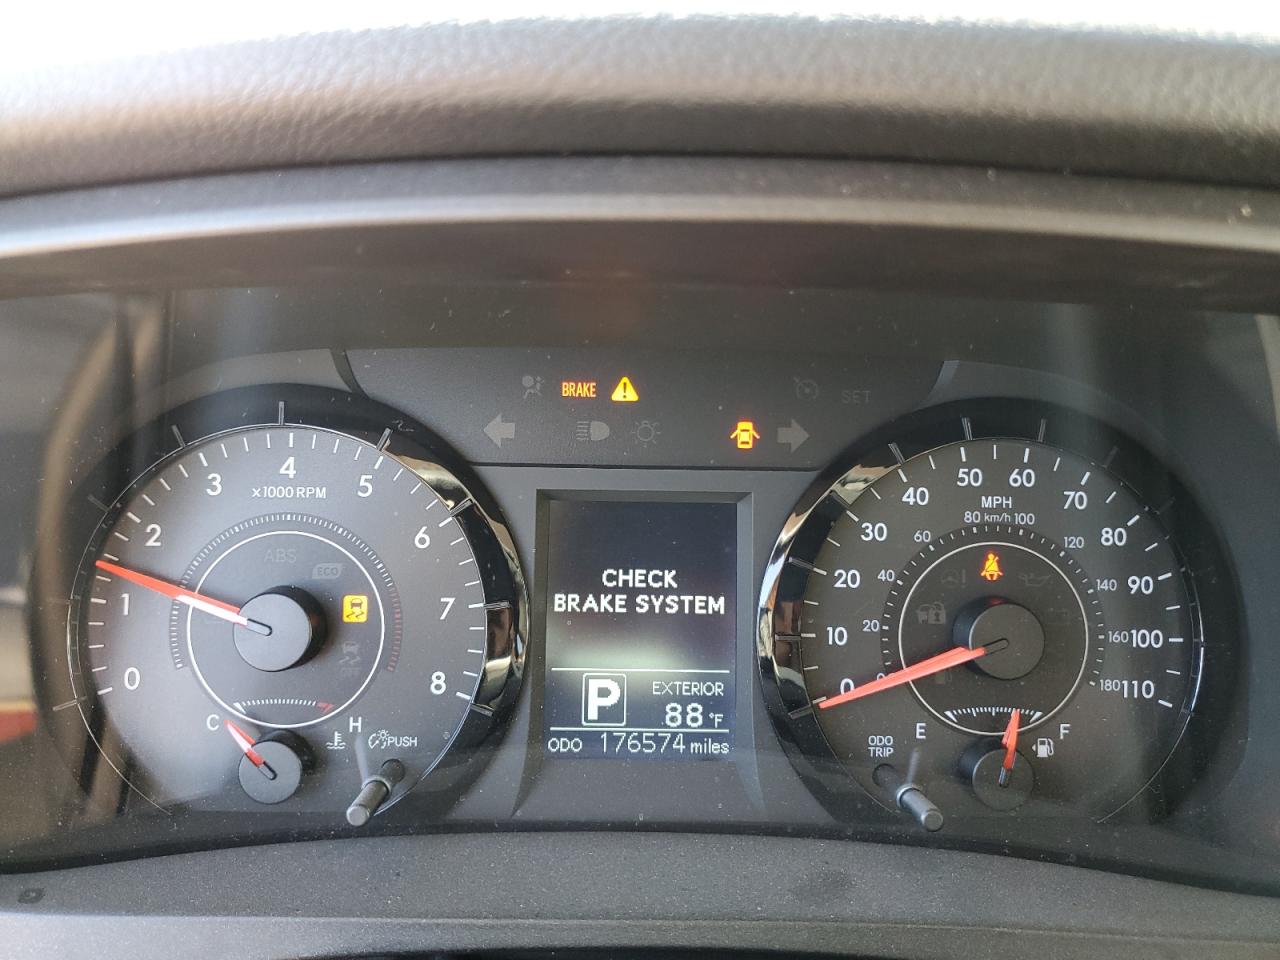 BRAKE
SET
0
1
2
3
4
5
6
7
8
x1000 RPM
ABS
ECO
C
H
PUSH
CHECK
BRAKE SYSTEM
P
EXTERIOR
88 °F
ODO 176574 miles
0
10
20
30
40
50
60
70
80
90
100
110
MPH
80 km/h 100
20
40
60
120
140
160
180
ODO
TRIP
E
F